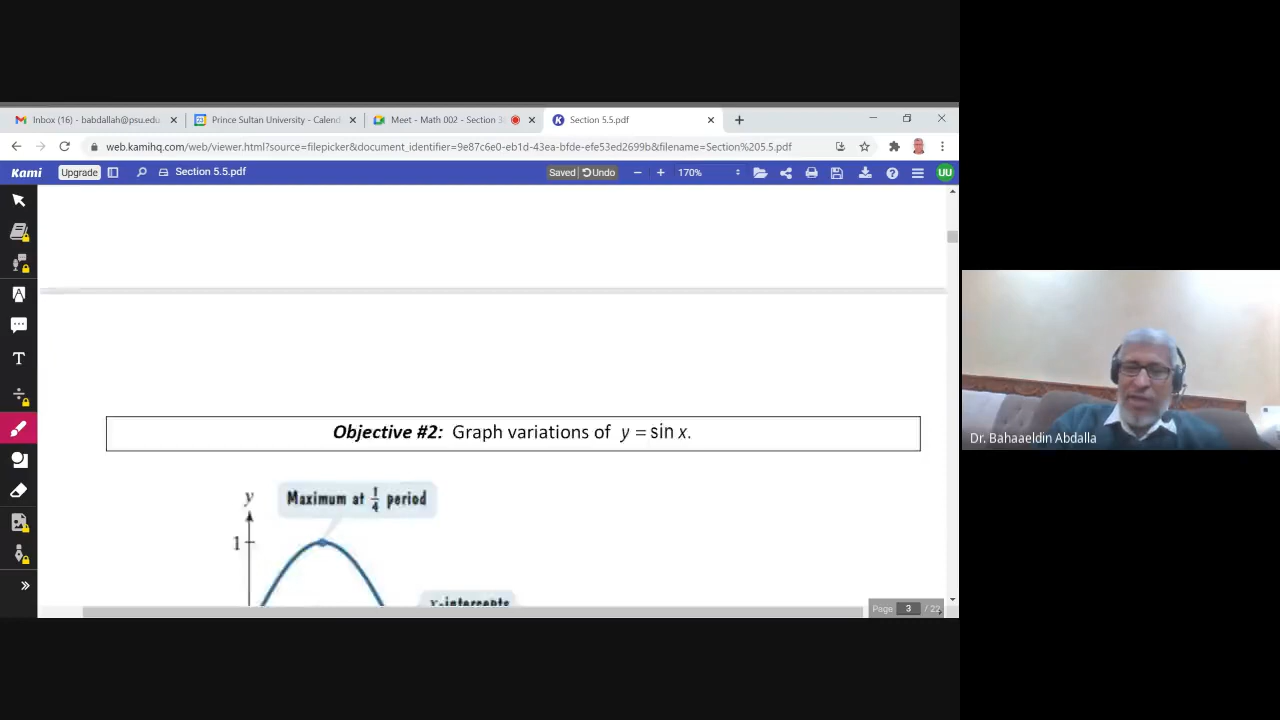 Inbox (16) - babdallah@psu.edu
Prince Sultan University - Calend
Meet - Math 002 - Section 3
Section 5.5.pdf
web.kamihq.com/web/viewer.html?source=filepicker&document_identifier=9e87c6e0-eb1d-43ea-bfde-efe53ed2699b&filename=Section%205.5.pdf
Kami
Upgrade
Section 5.5.pdf
Saved
Undo
170%
UU
Objective #2: Graph variations of y = sin x.
y
Maximum at 1/4 period
1
x-intercepts
Page 3 / 22
Dr. Bahaaeldin Abdalla